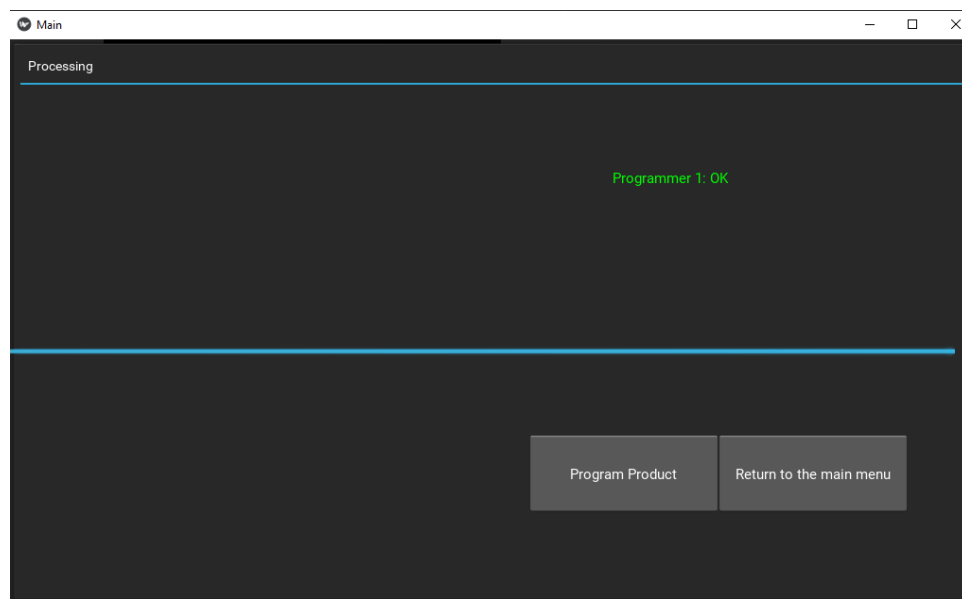 Main
Processing
Programmer 1: OK
Program Product
Return to the main menu